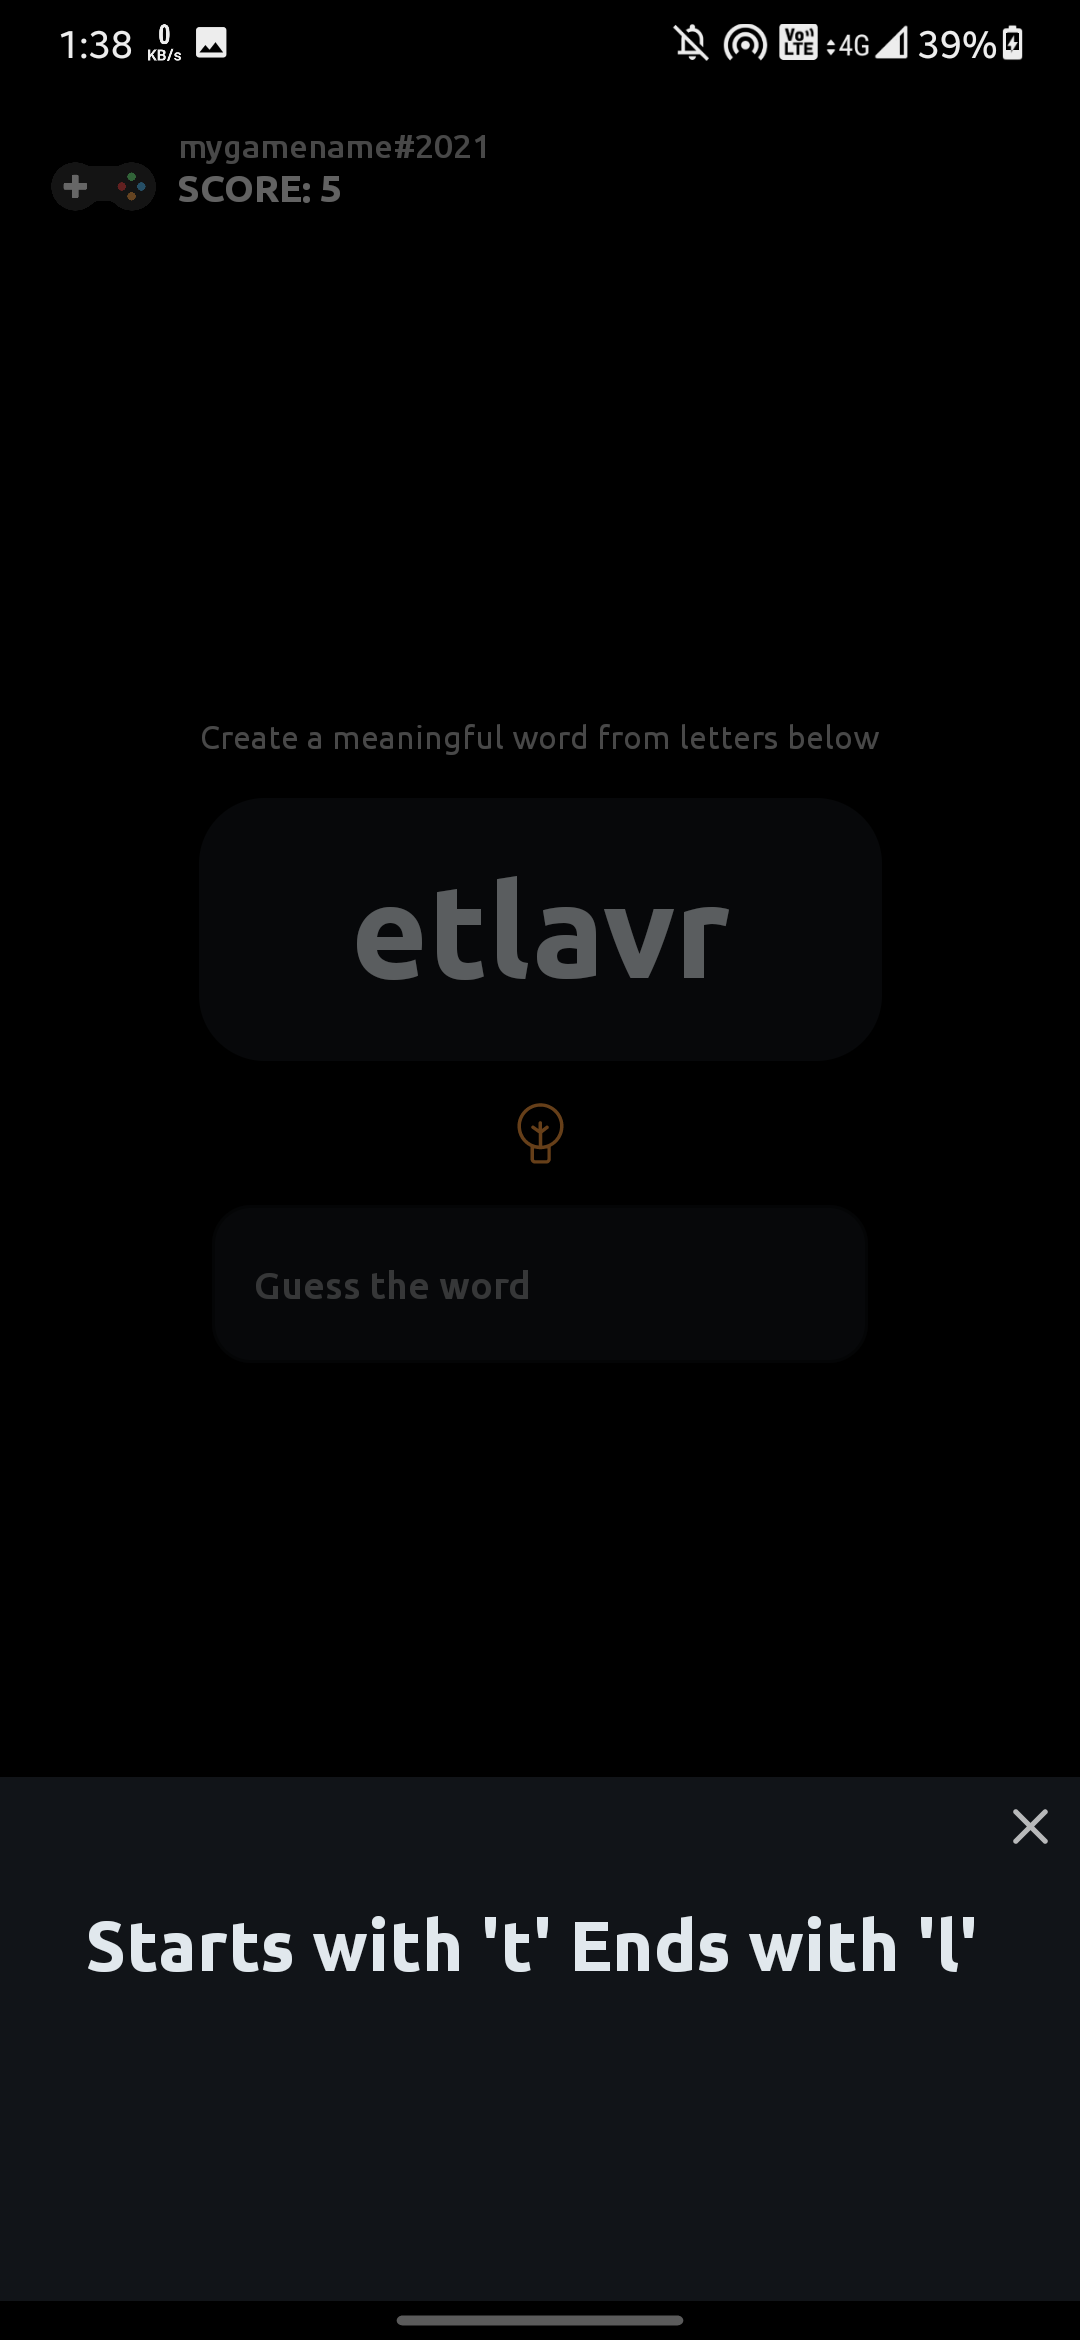 1:38 0 KB/s Vo)) LTE 4G 39%
mygamename#2021
SCORE: 5
Create a meaningful word from letters below
etlavr
Guess the word
Starts with 't' Ends with 'l'